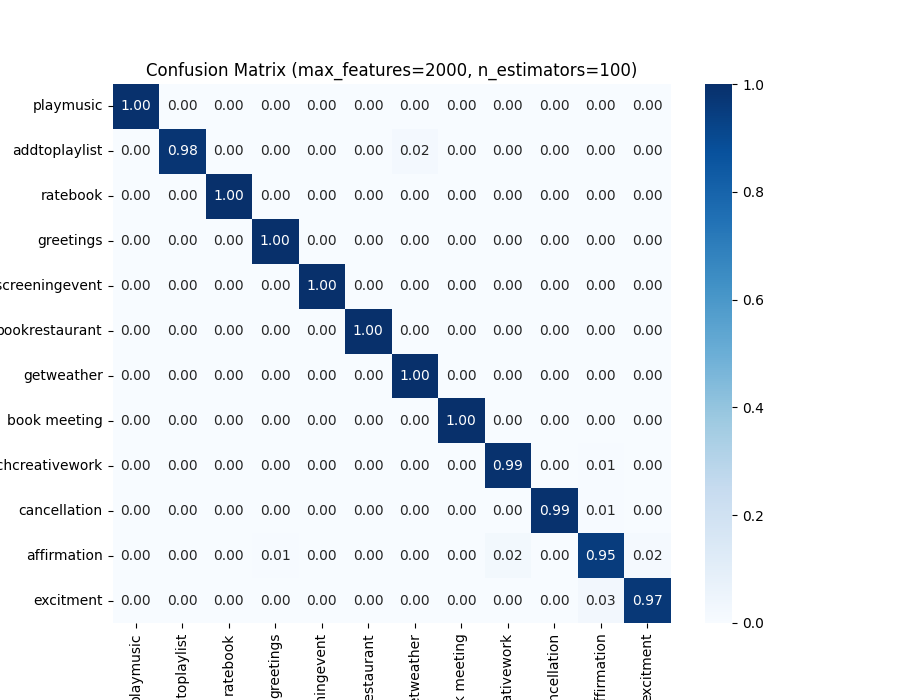 Confusion Matrix (max_features=2000, n_estimators=100)
playmusic 1.00 0.00 0.00 0.00 0.00 0.00 0.00 0.00 0.00 0.00 0.00 0.00
addtoplaylist 0.00 0.98 0.00 0.00 0.00 0.00 0.02 0.00 0.00 0.00 0.00 0.00
ratebook 0.00 0.00 1.00 0.00 0.00 0.00 0.00 0.00 0.00 0.00 0.00 0.00
greetings 0.00 0.00 0.00 1.00 0.00 0.00 0.00 0.00 0.00 0.00 0.00 0.00
screeningevent 0.00 0.00 0.00 0.00 1.00 0.00 0.00 0.00 0.00 0.00 0.00 0.00
ookrestaurant 0.00 0.00 0.00 0.00 0.00 1.00 0.00 0.00 0.00 0.00 0.00 0.00
getweather 0.00 0.00 0.00 0.00 0.00 0.00 1.00 0.00 0.00 0.00 0.00 0.00
book meeting 0.00 0.00 0.00 0.00 0.00 0.00 0.00 1.00 0.00 0.00 0.00 0.00
chcreativework 0.00 0.00 0.00 0.00 0.00 0.00 0.00 0.00 0.99 0.00 0.01 0.00
cancellation 0.00 0.00 0.00 0.00 0.00 0.00 0.00 0.00 0.00 0.99 0.01 0.00
affirmation 0.00 0.00 0.00 0.01 0.00 0.00 0.00 0.00 0.02 0.00 0.95 0.02
excitment 0.00 0.00 0.00 0.00 0.00 0.00 0.00 0.00 0.00 0.00 0.03 0.97
playmusic
toplaylist
ratebook
greetings
ningevent
estaurant
etweather
k meeting
ativework
ncellation
ffirmation
excitment
1.0
0.8
0.6
0.4
0.2
0.0